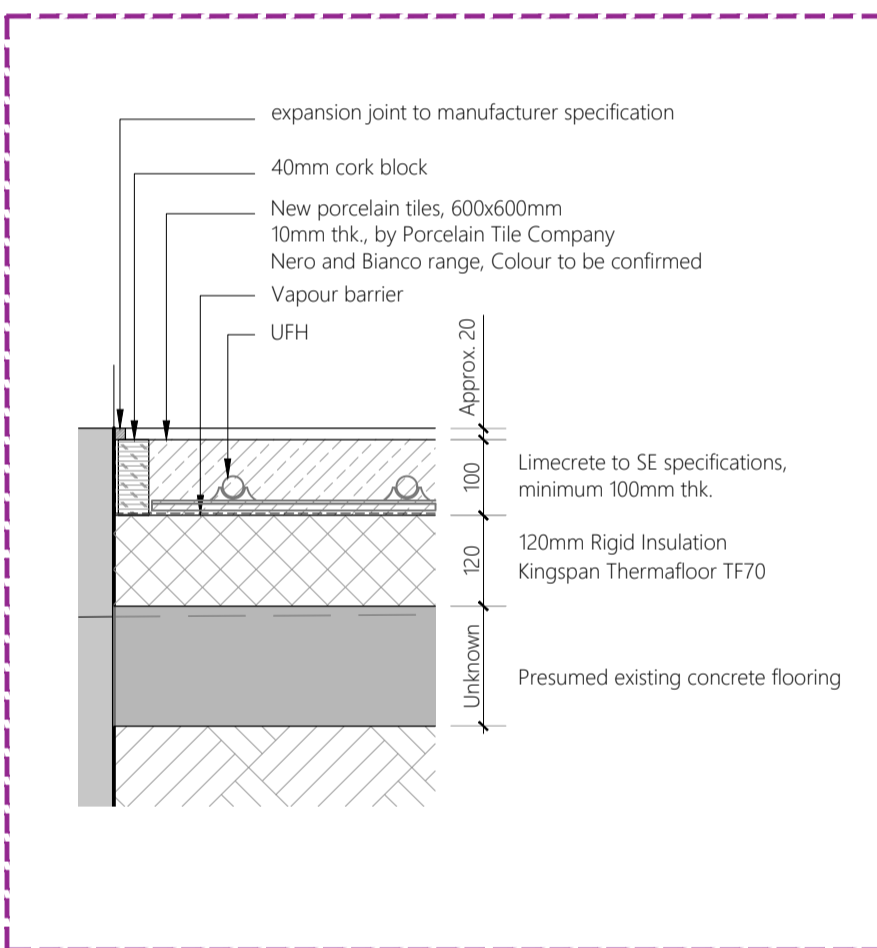 expansion joint to manufacturer specification
40mm cork block
New porcelain tiles, 600x600mm
10mm thk., by Porcelain Tile Company
Nero and Bianco range, Colour to be confirmed
Vapour barrier
UFH
Approx. 20
100
Limecrete to SE specifications,
minimum 100mm thk.
120
120mm Rigid Insulation
Kingspan Thermafloor TF70
Unknown
Presumed existing concrete flooring